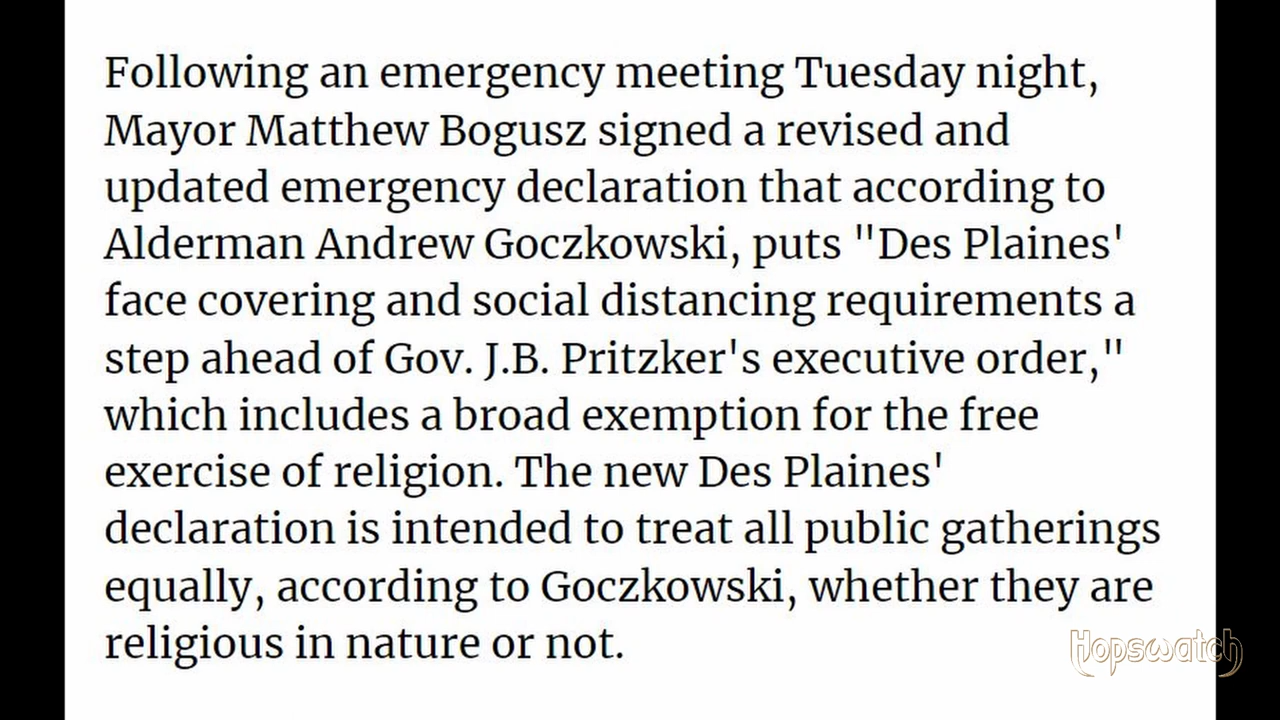 Following an emergency meeting Tuesday night,
Mayor Matthew Bogusz signed a revised and
updated emergency declaration that according to
Alderman Andrew Goczkowski, puts "Des Plaines'
face covering and social distancing requirements a
step ahead of Gov. J.B. Pritzker's executive order,"
which includes a broad exemption for the free
exercise of religion. The new Des Plaines'
declaration is intended to treat all public gatherings
equally, according to Goczkowski, whether they are
religious in nature or not.
Hopswatch